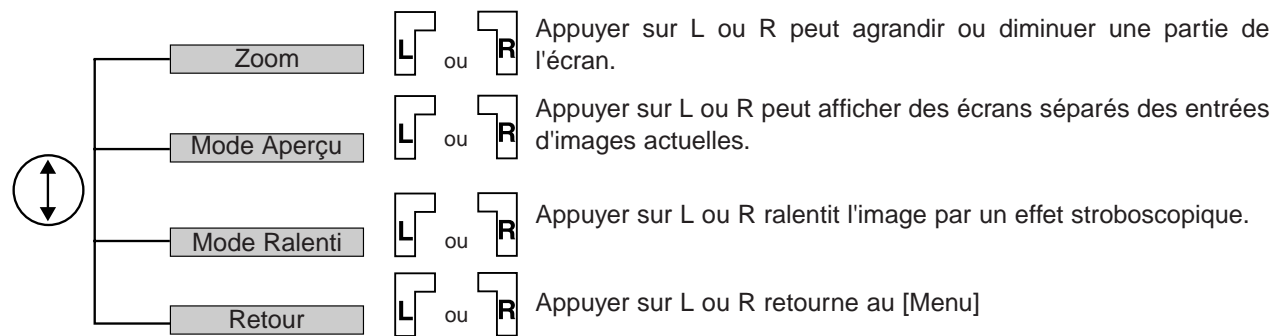 Zoom L ou R Appuyer sur L ou R peut agrandir ou diminuer une partie de
l'écran.
Mode Aperçu L ou R Appuyer sur L ou R peut afficher des écrans séparés des entrées
d'images actuelles.
Mode Ralenti L ou R Appuyer sur L ou R ralentit l'image par un effet stroboscopique.
Retour L ou R Appuyer sur L ou R retourne au [Menu]